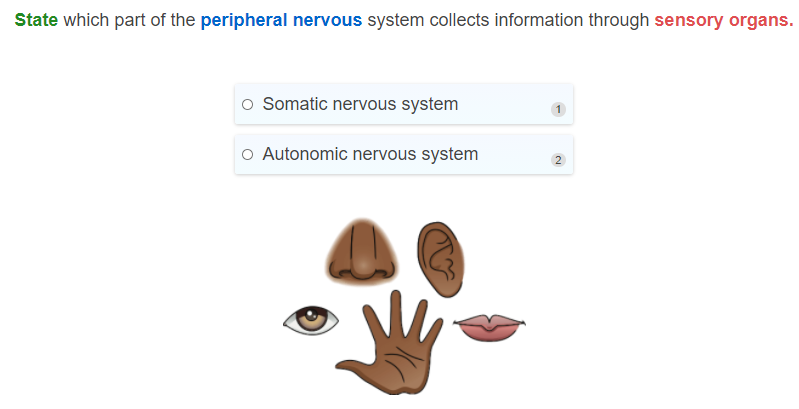 State which part of the peripheral nervous system collects information through sensory organs.
Somatic nervous system
1
Autonomic nervous system
2